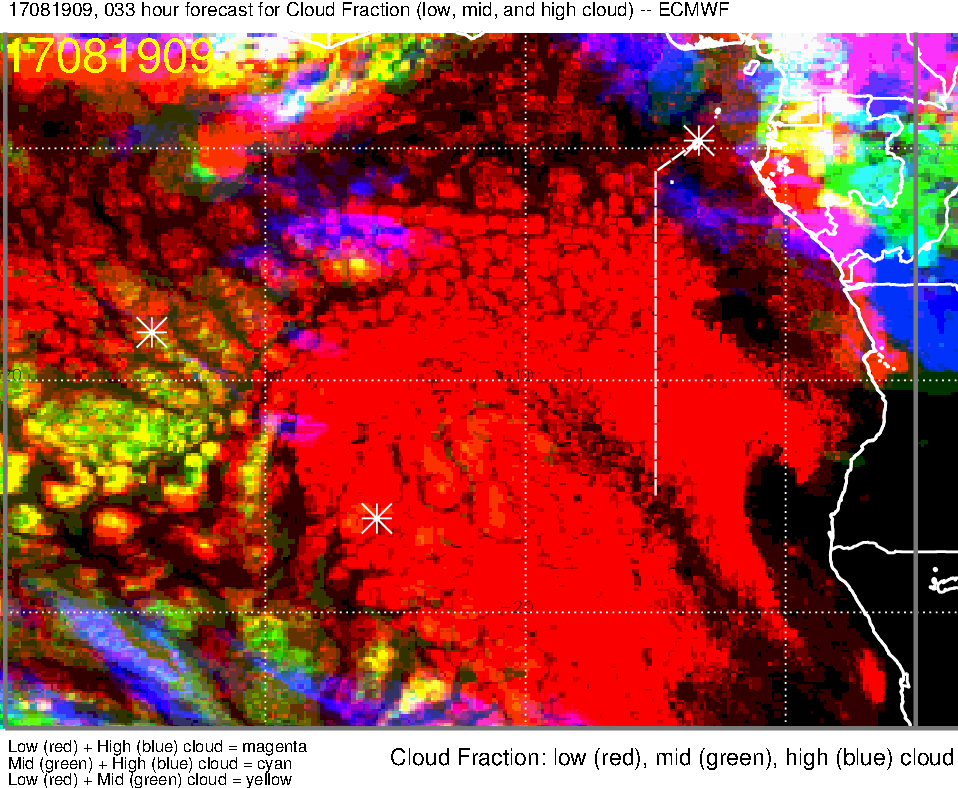 17081909, 033 hour forecast for Cloud Fraction (low, mid, and high cloud) -- ECMWF
17081909
Low (red) + High (blue) cloud = magenta
Mid (green) + High (blue) cloud = cyan
Low (red) + Mid (green) cloud = yellow
Cloud Fraction: low (red), mid (green), high (blue) cloud